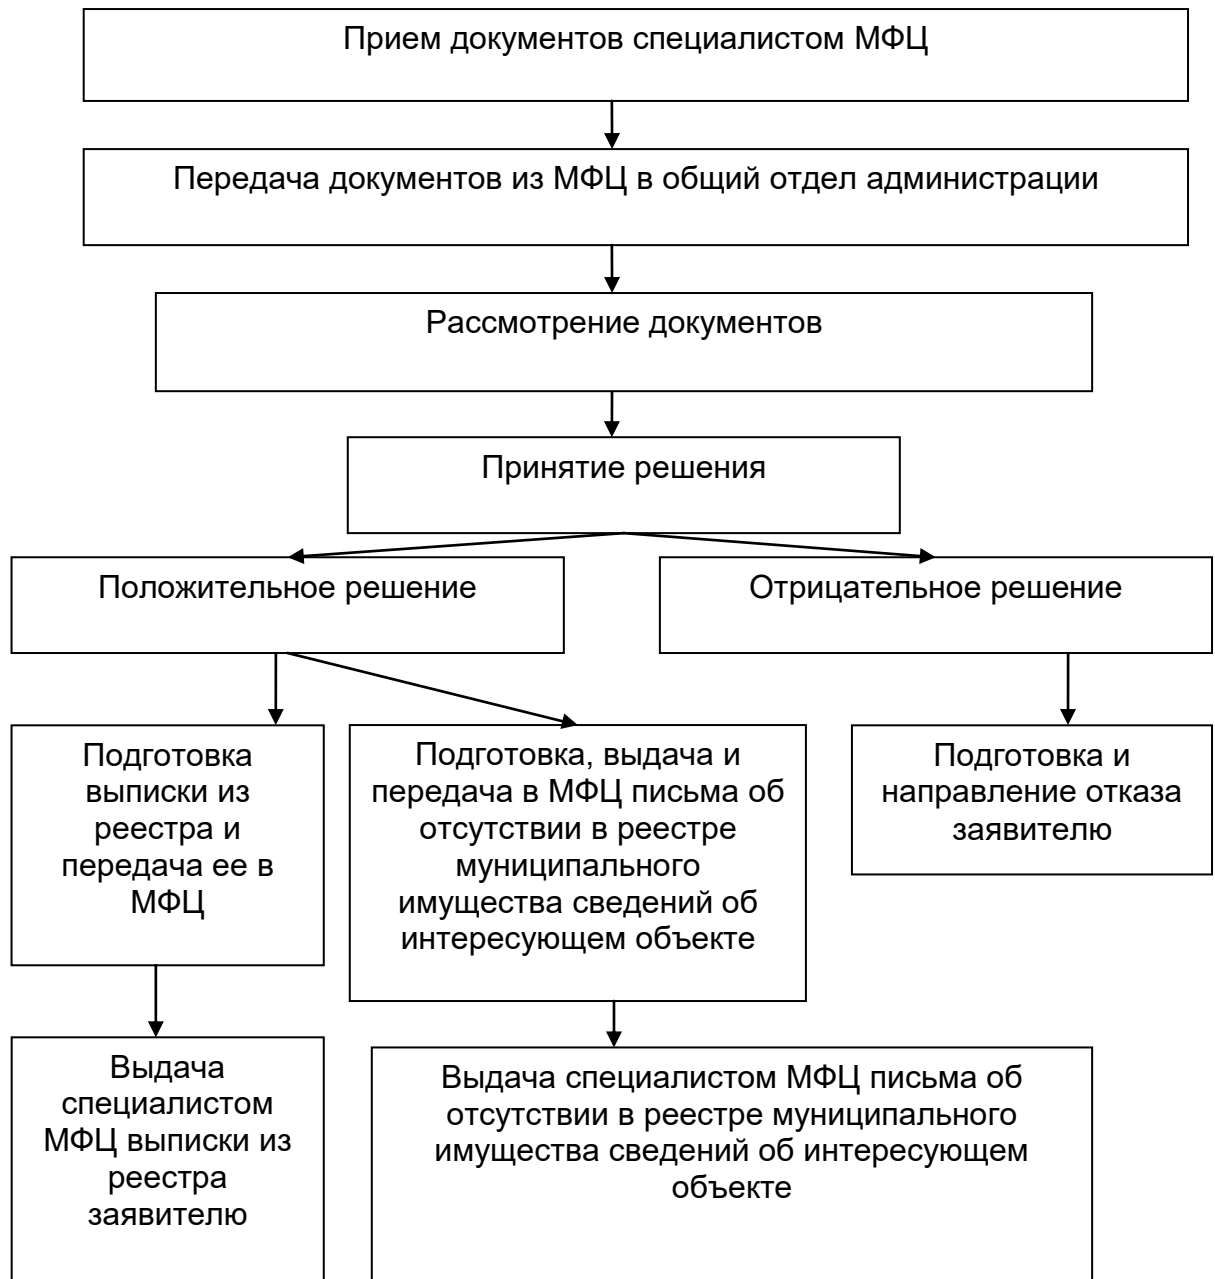 Прием документов специалистом МФЦ
Передача документов из МФЦ в общий отдел администрации
Рассмотрение документов
Принятие решения
Положительное решение
Отрицательное решение
Подготовка
выписки из
реестра и
передача ее в
МФЦ
Подготовка, выдача и
передача в МФЦ письма об
отсутствии в реестре
муниципального
имущества сведений об
интересующем объекте
Подготовка и
направление отказа
заявителю
Выдача
специалистом
МФЦ выписки из
реестра
заявителю
Выдача специалистом МФЦ письма об
отсутствии в реестре муниципального
имущества сведений об интересующем
объекте